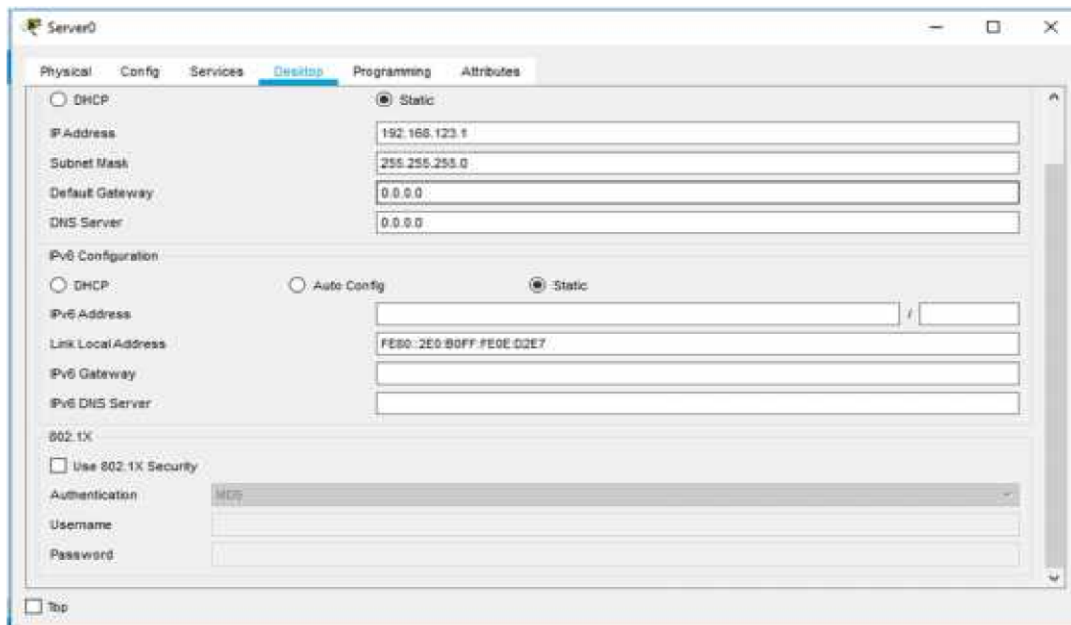 Server0
Physical Config Services Desktop Programming Attributes
DHCP Static
IP Address 192.168.123.1
Subnet Mask 255.255.255.0
Default Gateway 0.0.0.0
DNS Server 0.0.0.0
IPv6 Configuration
DHCP Auto Config Static
IPv6 Address /
Link Local Address FE80::2E0:B0FF:FE0E:D2E7
IPv6 Gateway
IPv6 DNS Server
802.1X
Use 802.1X Security
Authentication MD5
Username
Password
Top